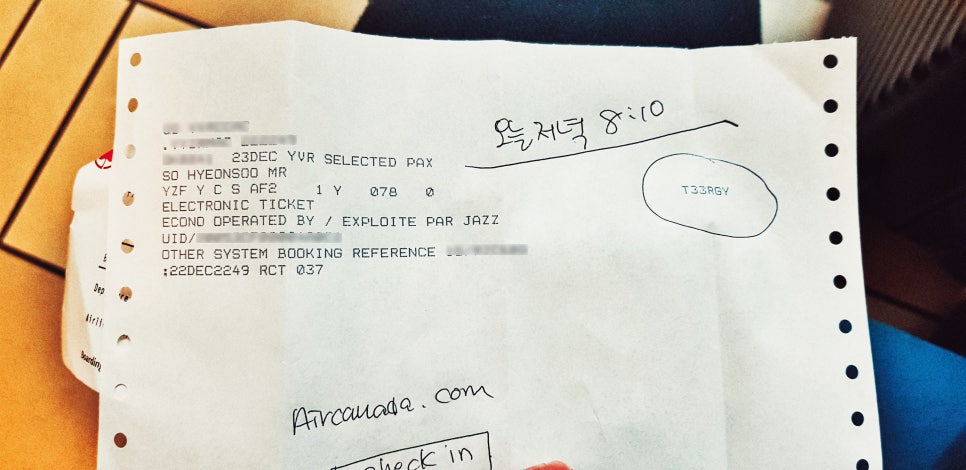 23DEC YVR SELECTED PAX
SO HYEONSOO MR
YZF Y C S AF2 1 Y 078 0
ELECTRONIC TICKET
ECONO OPERATED BY / EXPLOITE PAR JAZZ
UID/
OTHER SYSTEM BOOKING REFERENCE
;22DEC2249 RCT 037
오늘저녁 8:10
T33RGY
Aircanada.com
check in
Boarding